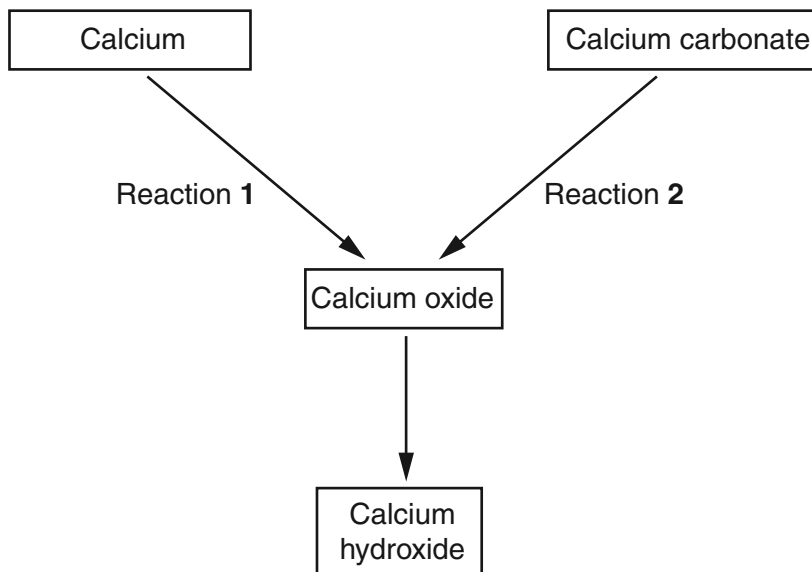 Calcium
Calcium carbonate
Reaction 1
Reaction 2
Calcium oxide
Calcium
hydroxide